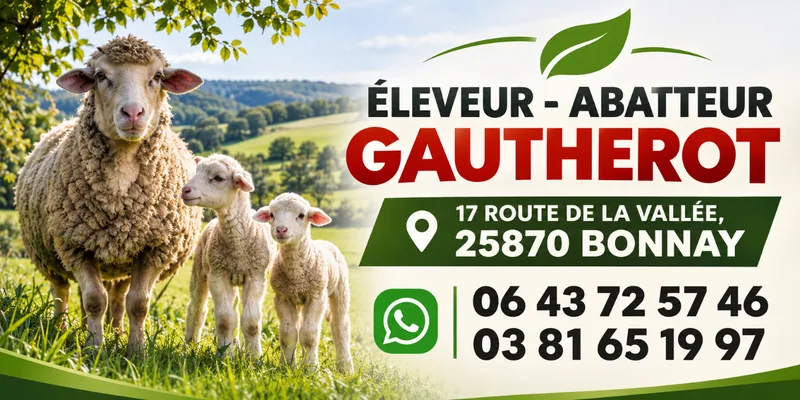 ÉLEVEUR - ABATTEUR
GAUTHEROT
17 ROUTE DE LA VALLÉE,
25870 BONNAY
06 43 72 57 46
03 81 65 19 97